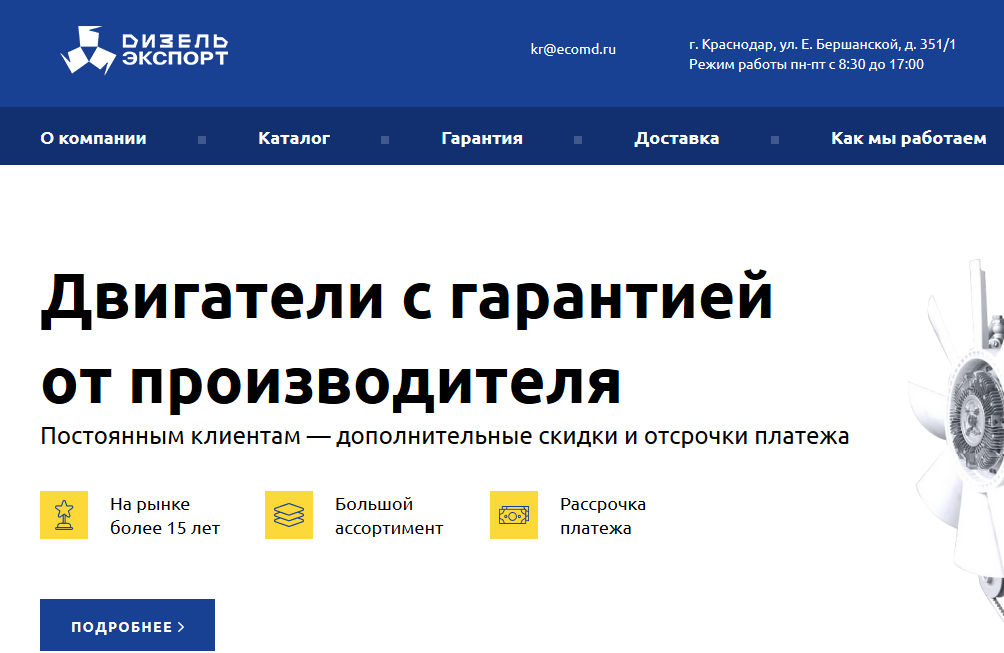 ДИЗЕЛЬ
ЭКСПОРТ
kr@ecomd.ru
г. Краснодар, ул. Е. Бершанской, д. 351/1
Режим работы пн-пт с 8:30 до 17:00
О компании
Каталог
Гарантия
Доставка
Как мы работаем
Двигатели с гарантией
от производителя
Постоянным клиентам — дополнительные скидки и отсрочки платежа
На рынке
более 15 лет
Большой
ассортимент
Рассрочка
платежа
ПОДРОБНЕЕ >